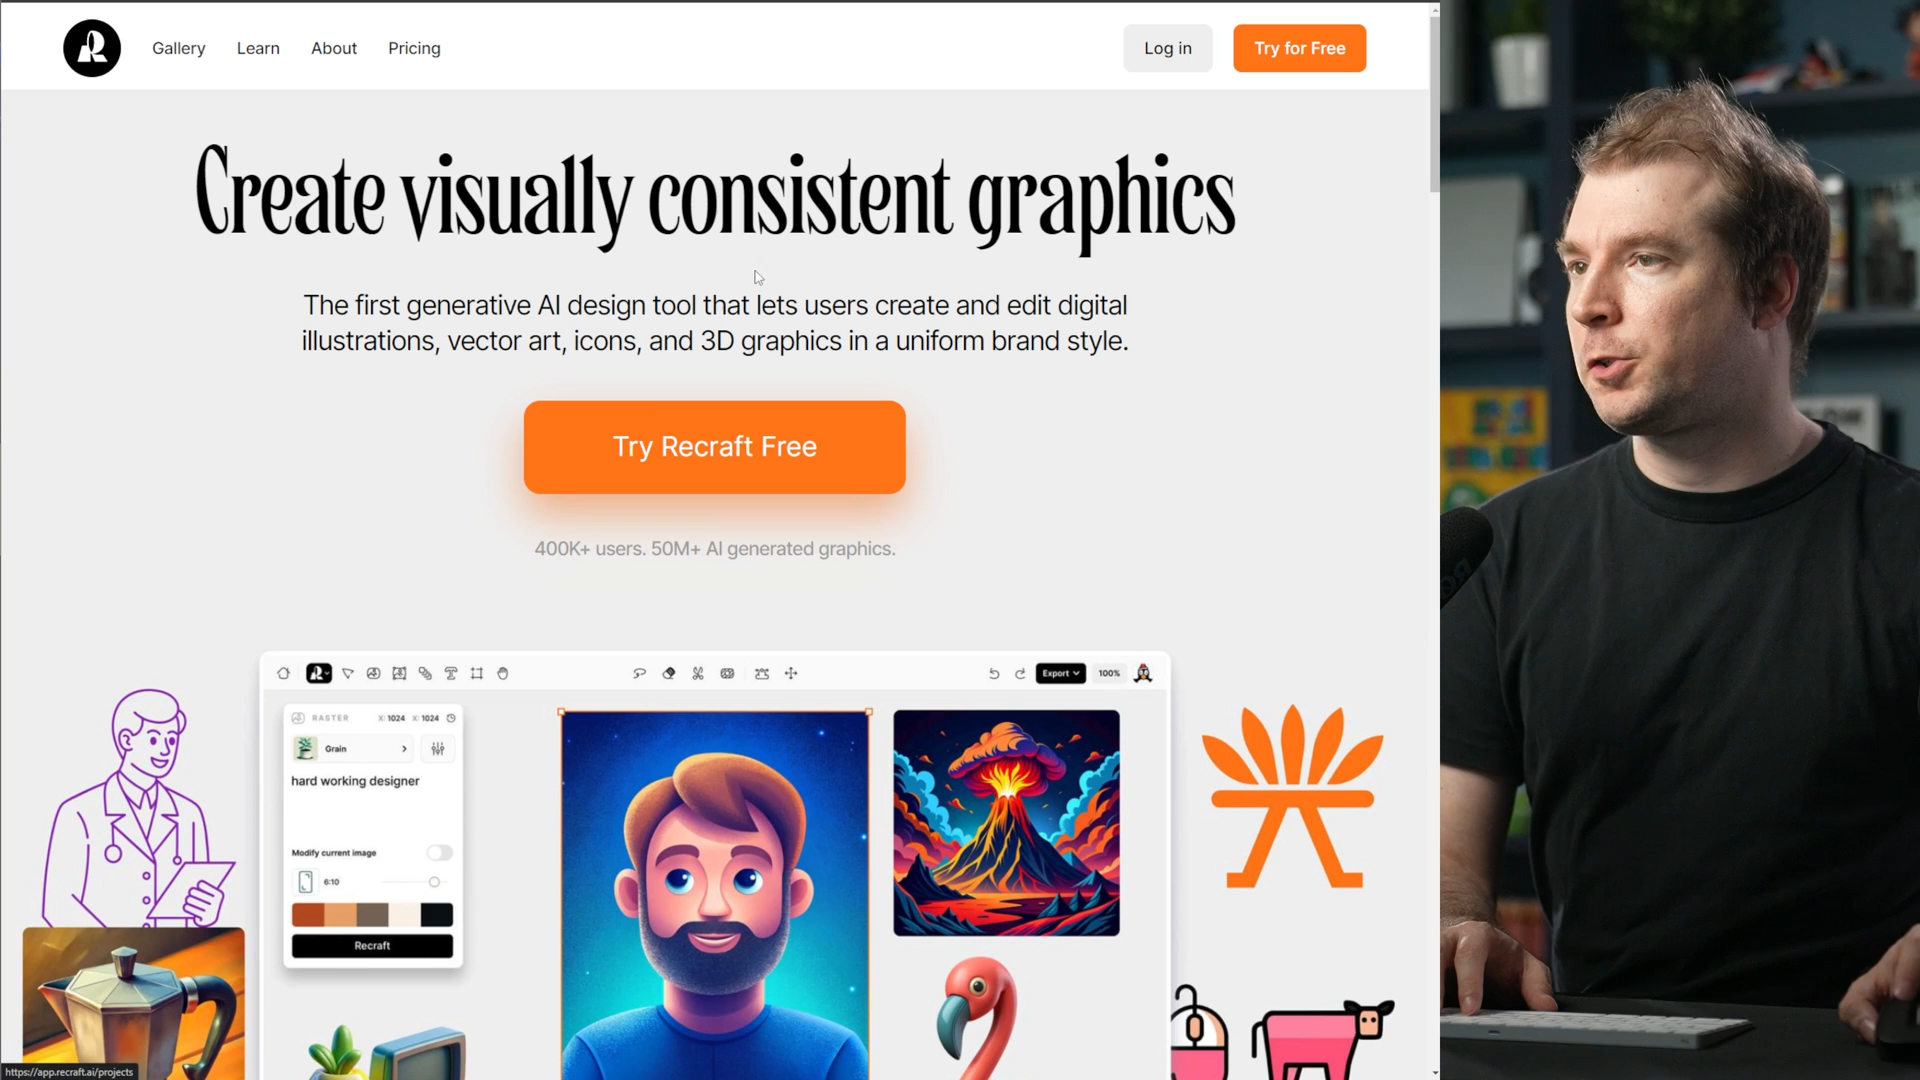 Gallery
Learn
About
Pricing
Log in
Try for Free
Create visually consistent graphics
The first generative AI design tool that lets users create and edit digital
illustrations, vector art, icons, and 3D graphics in a uniform brand style.
Try Recraft Free
400K+ users. 50M+ AI generated graphics.
Export
100%
RASTER
X: 1024
X: 1024
Grain
hard working designer
Modify current image
6:10
Recraft
https://app.recraft.ai/projects